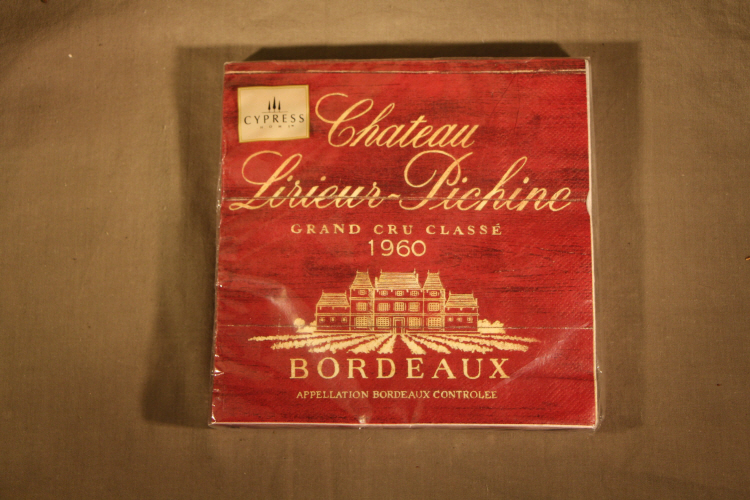 CYPRESS
Chateau
Lirieur-Pichine
GRAND CRU CLASSÉ
1960
BORDEAUX
APPELLATION BORDEAUX CONTROLEE